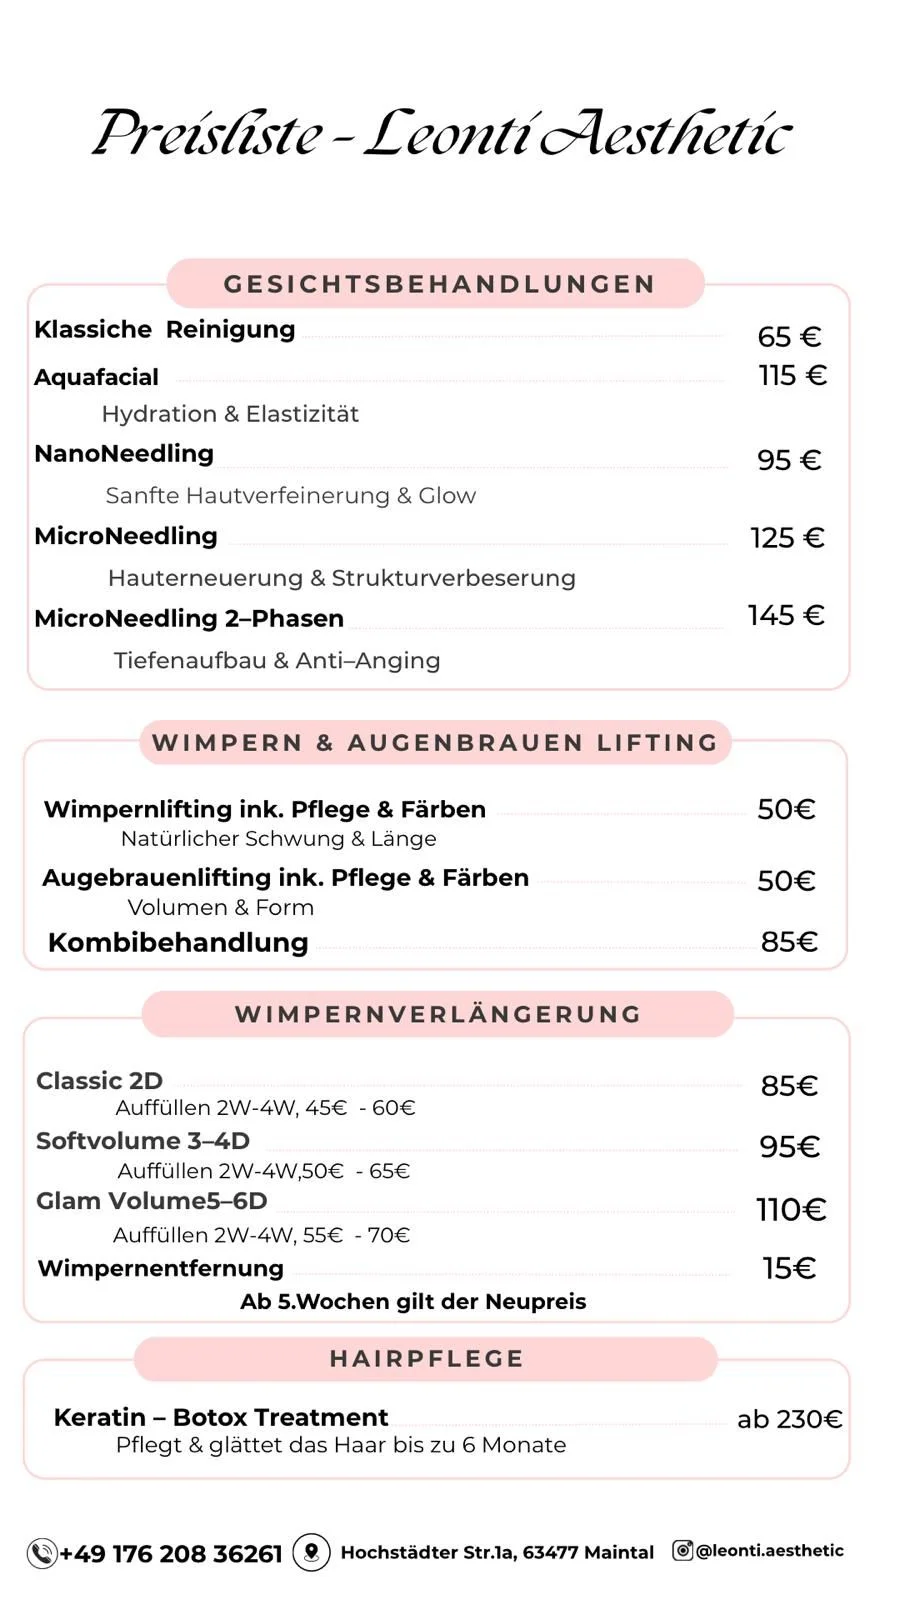 Preisliste - Leonti Aesthetic
GESICHTSBEHANDLUNGEN
Klassiche Reinigung 65 €
Aquafacial 115 €
Hydration & Elastizität
NanoNeedling 95 €
Sanfte Hautverfeinerung & Glow
MicroNeedling 125 €
Hauterneuerung & Strukturverbeserung
MicroNeedling 2–Phasen 145 €
Tiefenaufbau & Anti–Anging
WIMPERN & AUGENBRAUEN LIFTING
Wimpernlifting ink. Pflege & Färben 50€
Natürlicher Schwung & Länge
Augebrauenlifting ink. Pflege & Färben 50€
Volumen & Form
Kombibehandlung 85€
WIMPERNVERLÄNGERUNG
Classic 2D 85€
Auffüllen 2W-4W, 45€ - 60€
Softvolume 3–4D 95€
Auffüllen 2W-4W,50€ - 65€
Glam Volume5–6D 110€
Auffüllen 2W-4W, 55€ - 70€
Wimpernentfernung 15€
Ab 5.Wochen gilt der Neupreis
HAIRPFLEGE
Keratin – Botox Treatment ab 230€
Pflegt & glättet das Haar bis zu 6 Monate
+49 176 208 36261 Hochstädter Str.1a, 63477 Maintal @leonti.aesthetic